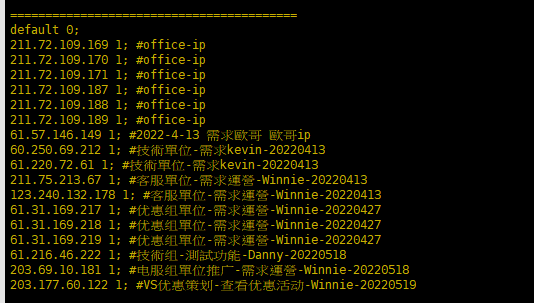 =========================================
default 0;
211.72.109.169 1; #office-ip
211.72.109.170 1; #office-ip
211.72.109.171 1; #office-ip
211.72.109.187 1; #office-ip
211.72.109.188 1; #office-ip
211.72.109.189 1; #office-ip
61.57.146.149 1; #2022-4-13 需求歐哥 歐哥ip
60.250.69.212 1; #技術單位-需求kevin-20220413
61.220.72.61 1; #技術單位-需求kevin-20220413
211.75.213.67 1; #客服單位-需求運營-Winnie-20220413
123.240.132.178 1; #客服單位-需求運營-Winnie-20220413
61.31.169.217 1; #优惠组單位-需求運營-Winnie-20220427
61.31.169.218 1; #优惠组單位-需求運營-Winnie-20220427
61.31.169.219 1; #优惠组單位-需求運營-Winnie-20220427
61.216.46.222 1; #技術組-測試功能-Danny-20220518
203.69.10.181 1; #电服組單位推广-需求運營-Winnie-20220518
203.177.60.122 1; #VS优惠策划-查看优惠活动-Winnie-20220519